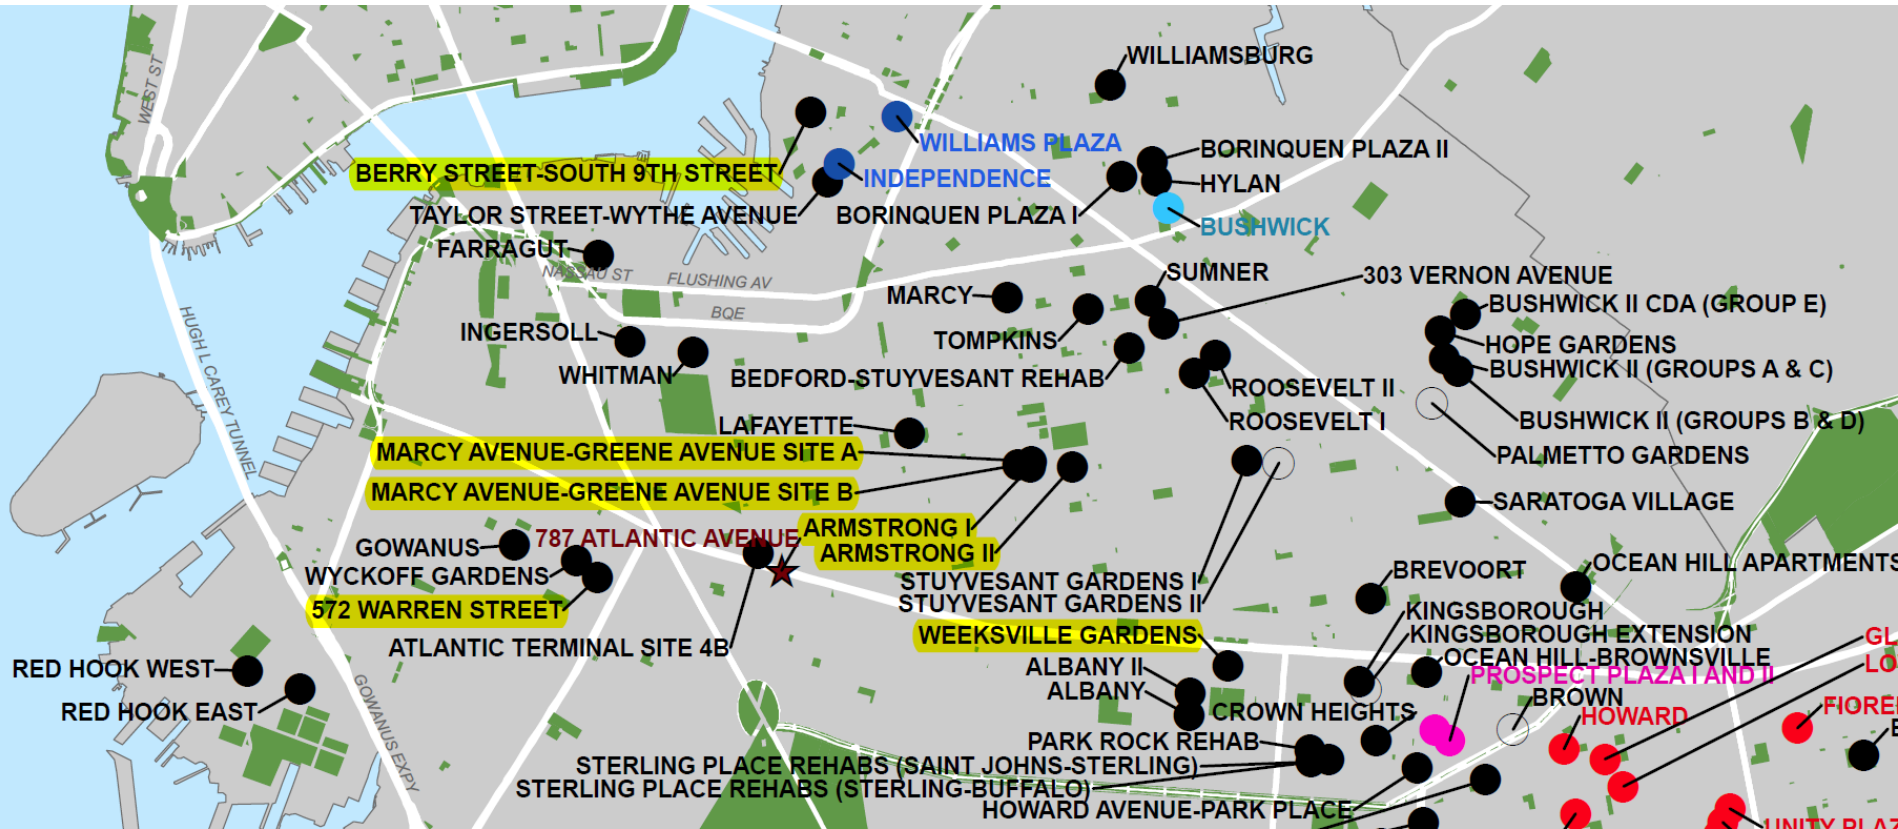 WILLIAMSBURG
WEST ST
WILLIAMS PLAZA
BORINQUEN PLAZA II
BERRY STREET-SOUTH 9TH STREET
INDEPENDENCE
HYLAN
TAYLOR STREET-WYTHE AVENUE
BORINQUEN PLAZA I
BUSHWICK
FARRAGUT
NASSAU ST
FLUSHING AV
SUMNER
303 VERNON AVENUE
MARCY
BUSHWICK II CDA (GROUP E)
BQE
INGERSOLL
TOMPKINS
HOPE GARDENS
HUGH L CAREY TUNNEL
WHITMAN
BEDFORD-STUYVESANT REHAB
BUSHWICK II (GROUPS A & C)
ROOSEVELT II
ROOSEVELT I
BUSHWICK II (GROUPS B & D)
LAFAYETTE
MARCY AVENUE-GREENE AVENUE SITE A
PALMETTO GARDENS
MARCY AVENUE-GREENE AVENUE SITE B
SARATOGA VILLAGE
ARMSTRONG I
787 ATLANTIC AVENUE
GOWANUS
ARMSTRONG II
OCEAN HILL APARTMENTS
BREVOORT
WYCKOFF GARDENS
STUYVESANT GARDENS I
STUYVESANT GARDENS II
572 WARREN STREET
KINGSBOROUGH
WEEKSVILLE GARDENS
KINGSBOROUGH EXTENSION
GL
ATLANTIC TERMINAL SITE 4B
OCEAN HILL-BROWNSVILLE
LO
RED HOOK WEST
ALBANY II
PROSPECT PLAZA I AND II
ALBANY
BROWN
RED HOOK EAST
GOWANUS EXPY
CROWN HEIGHTS
HOWARD
FIORE
PARK ROCK REHAB
STERLING PLACE REHABS (SAINT JOHNS-STERLING)
STERLING PLACE REHABS (STERLING-BUFFALO)
HOWARD AVENUE-PARK PLACE
UNITY PLAZ